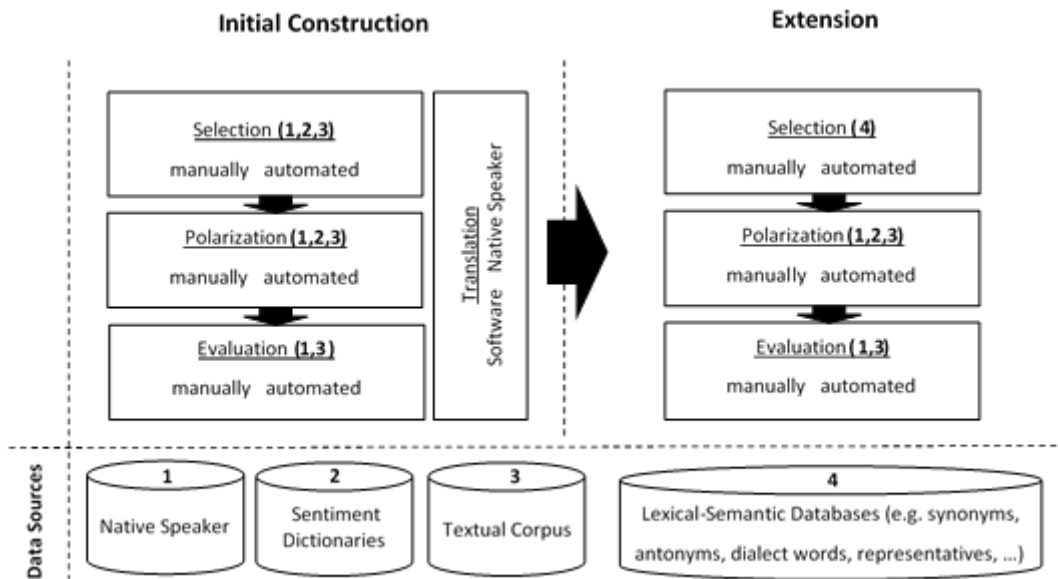 Initial Construction
Extension
Selection (1,2,3)
manually automated
Polarization (1,2,3)
manually automated
Evaluation (1,3)
manually automated
Translation
Software Native Speaker
Selection (4)
manually automated
Polarization (1,2,3)
manually automated
Evaluation (1,3)
manually automated
Data Sources
1
Native Speaker
2
Sentiment
Dictionaries
3
Textual Corpus
4
Lexical-Semantic Databases (e.g. synonyms,
antonyms, dialect words, representatives, ...)